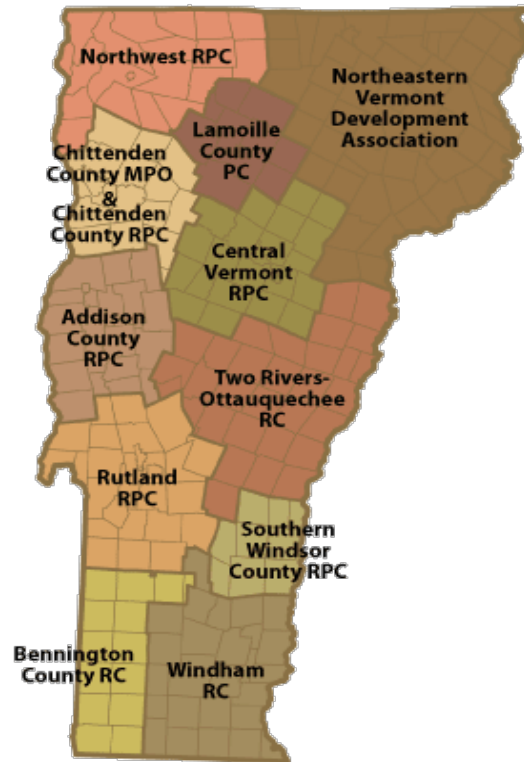 Northwest RPC
Northeastern
Vermont
Development
Association
Lamoille
County
PC
Chittenden
County MPO
&
Chittenden
County RPC
Central
Vermont
RPC
Addison
County
RPC
Two Rivers-
Ottauquechee
RC
Rutland
RPC
Southern
Windsor
County RPC
Bennington
County RC
Windham
RC